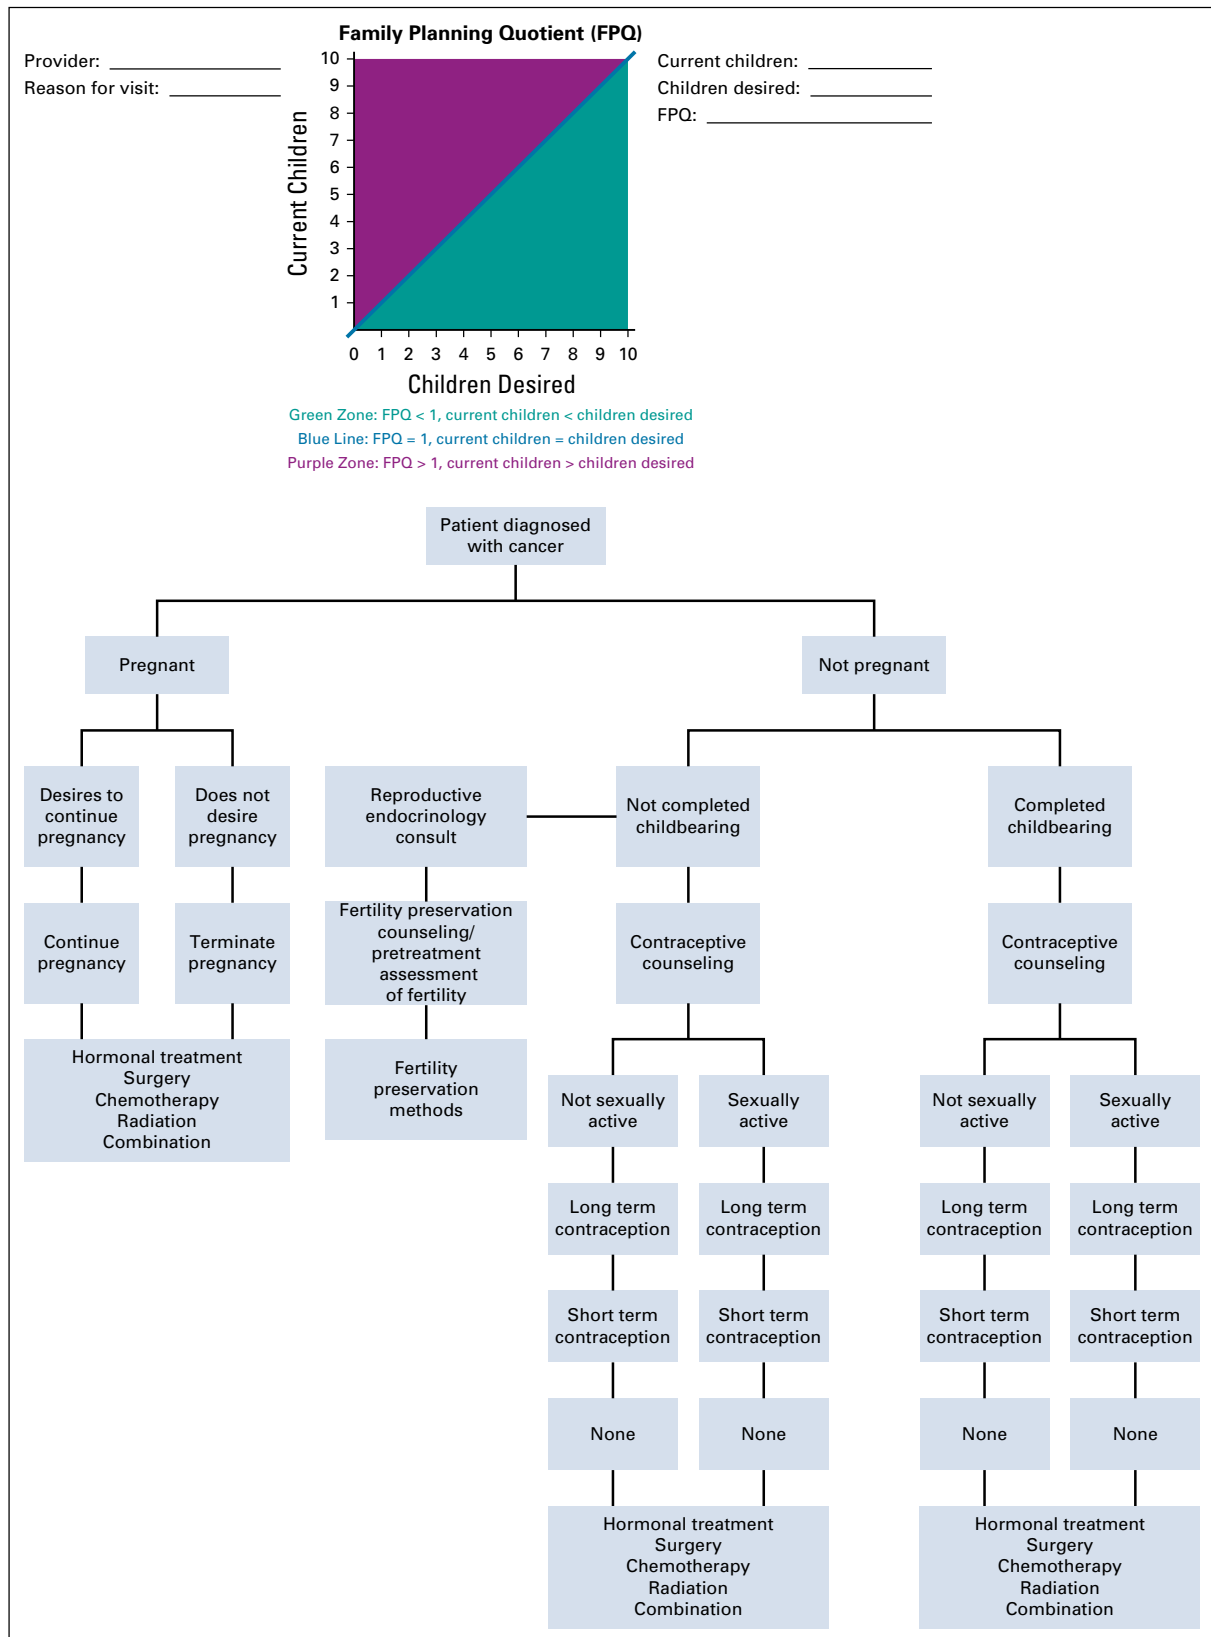 Family Planning Quotient (FPQ)
Provider:
Reason for visit:
Current children:
Children desired:
FPQ:
Current Children
10
9
8
7
6
5
4
3
2
1
0 1 2 3 4 5 6 7 8 9 10
Children Desired
Green Zone: FPQ < 1, current children < children desired
Blue Line: FPQ = 1, current children = children desired
Purple Zone: FPQ > 1, current children > children desired
Patient diagnosed
with cancer
Pregnant
Not pregnant
Desires to
continue
pregnancy
Does not
desire
pregnancy
Reproductive
endocrinology
consult
Not completed
childbearing
Completed
childbearing
Continue
pregnancy
Terminate
pregnancy
Fertility preservation
counseling/
pretreatment
assessment
of fertility
Contraceptive
counseling
Contraceptive
counseling
Hormonal treatment
Surgery
Chemotherapy
Radiation
Combination
Fertility
preservation
methods
Not sexually
active
Sexually
active
Not sexually
active
Sexually
active
Long term
contraception
Long term
contraception
Long term
contraception
Long term
contraception
Short term
contraception
Short term
contraception
Short term
contraception
Short term
contraception
None
None
None
None
Hormonal treatment
Surgery
Chemotherapy
Radiation
Combination
Hormonal treatment
Surgery
Chemotherapy
Radiation
Combination